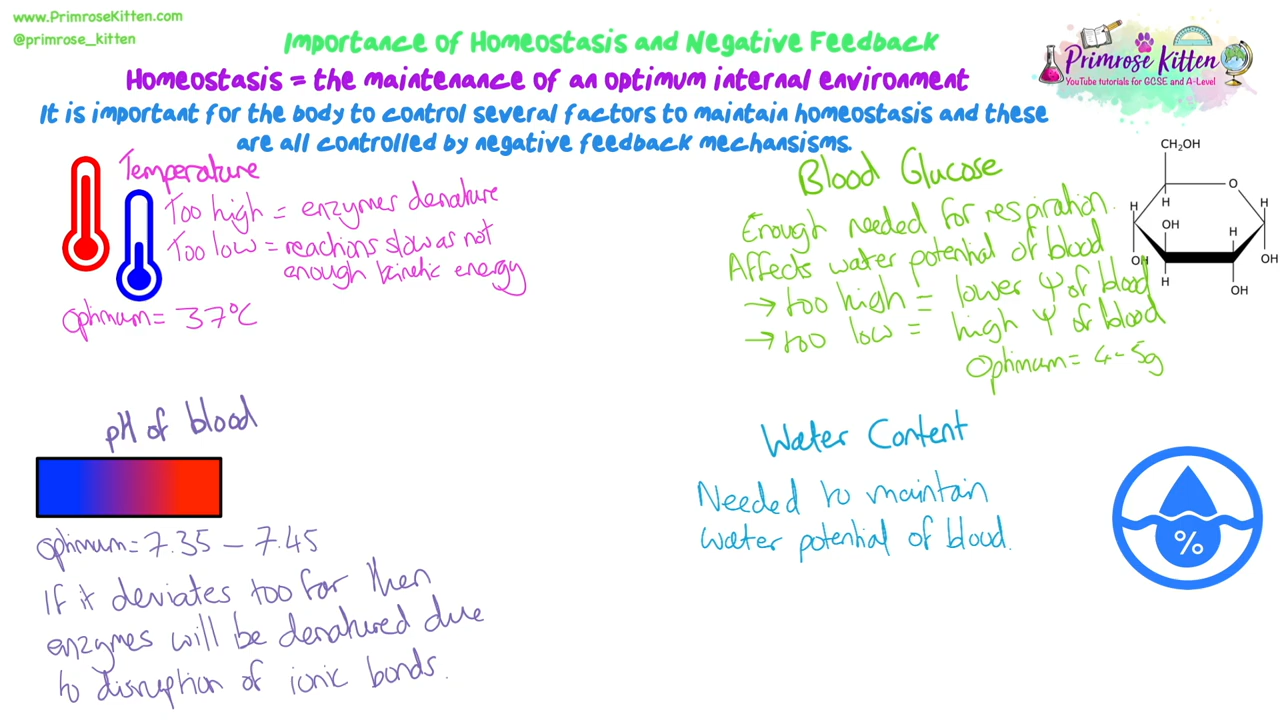 www.PrimroseKitten.com
@primrose_kitten
Importance of Homeostasis and Negative Feedback
Primrose Kitten
YouTube tutorials for GCSE and A-Level
Homeostasis = the maintenance of an optimum internal environment
It is important for the body to control several factors to maintain homeostasis and these
are all controlled by negative feedback mechansisms.
Temperature
Too high = enzymes denature
Too low = reactions slow as not
enough kinetic energy
optimum = 37°C
Blood Glucose
Enough needed for respiration.
Affects water potential of blood
→ too high = lower Ψ of blood
→ too low = high Ψ of blood
Optimum = 4-5g
CH₂OH
O
H
H
H
OH
H
OH
OH
H
OH
pH of blood
optimum = 7.35 - 7.45
If it deviates too far then
enzymes will be denatured due
to disruption of ionic bonds.
Water Content
Needed to maintain
water potential of blood.
%